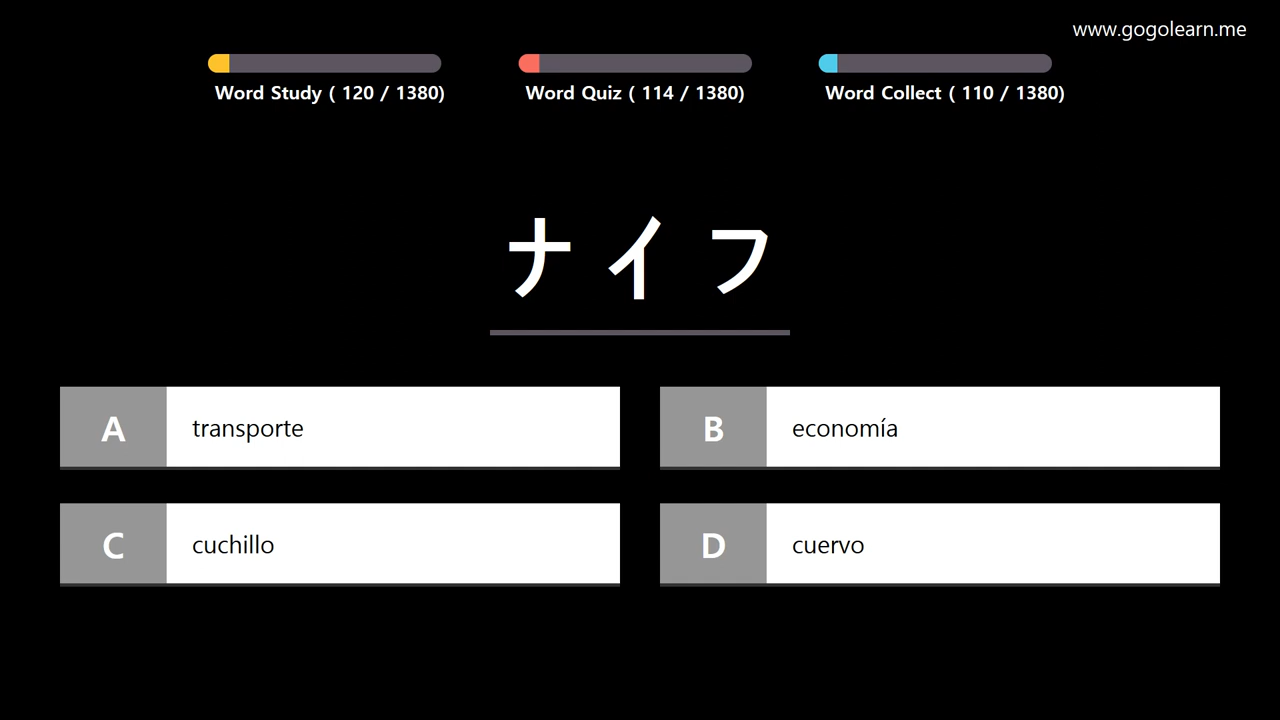 www.gogolearn.me
Word Study ( 120 / 1380)
Word Quiz ( 114 / 1380)
Word Collect ( 110 / 1380)
ナイフ
A transporte
B economía
C cuchillo
D cuervo